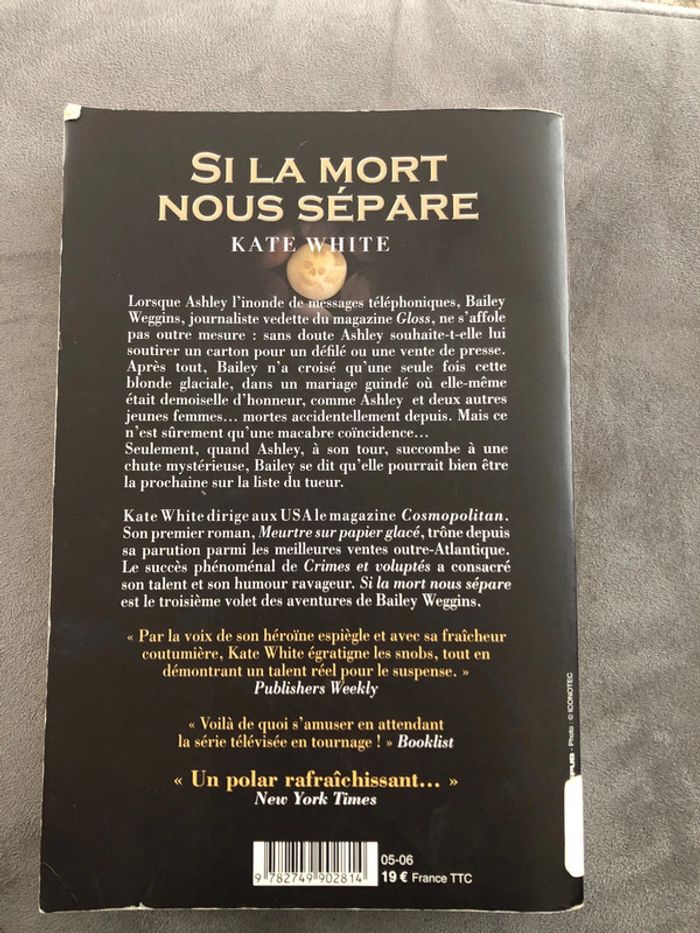 SI LA MORT
NOUS SÉPARE
KATE WHITE
Lorsque Ashley l'inonde de messages téléphoniques, Bailey
Weggins, journaliste vedette du magazine Gloss, ne s'affole
pas outre mesure : sans doute Ashley souhaite-t-elle lui
soutirer un carton pour un défilé ou une vente de presse.
Après tout, Bailey n'a croisé qu'une seule fois cette
blonde glaciale, dans un mariage guindé où elle-même
était demoiselle d'honneur, comme Ashley et deux autres
jeunes femmes… mortes accidentellement depuis. Mais ce
n'est sûrement qu'une macabre coïncidence…
Seulement, quand Ashley, à son tour, succombe à une
chute mystérieuse, Bailey se dit qu'elle pourrait bien être
la prochaine sur la liste du tueur.
Kate White dirige aux USA le magazine Cosmopolitan.
Son premier roman, Meurtre sur papier glacé, trône depuis
sa parution parmi les meilleures ventes outre-Atlantique.
Le succès phénoménal de Crimes et voluptés a consacré
son talent et son humour ravageur. Si la mort nous sépare
est le troisième volet des aventures de Bailey Weggins.
« Par la voix de son héroïne espiègle et avec sa fraîcheur
coutumière, Kate White égratigne les snobs, tout en
démontrant un talent réel pour le suspense. »
Publishers Weekly
« Voilà de quoi s'amuser en attendant
la série télévisée en tournage ! » Booklist
« Un polar rafraîchissant… »
New York Times
9 782749 902814
05-06
19 € France TTC
PUB - Photo : © ICONOTEC